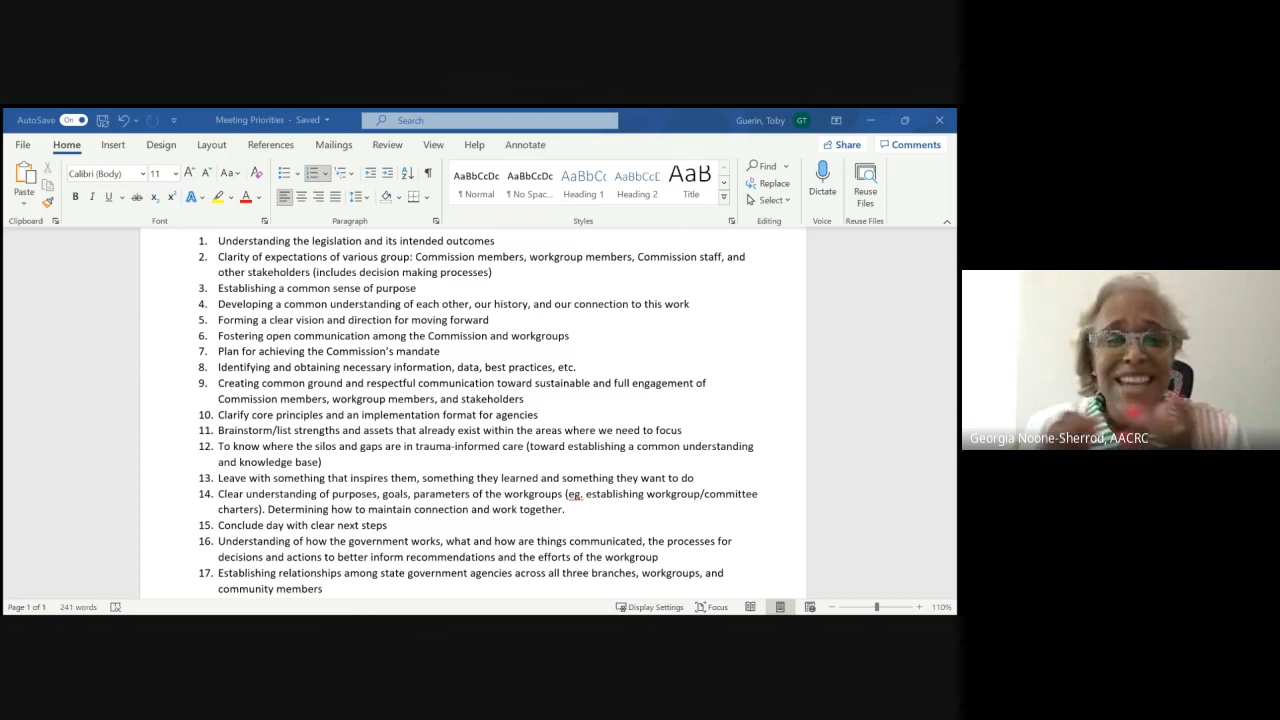 AutoSave On Meeting Priorities - Saved Search Guerin, Toby GT
File Home Insert Design Layout References Mailings Review View Help Annotate Share Comments
Calibri (Body) 11 Aa AaBbCcDc AaBbCcDc AaBbCc AaBbCcE AaB Find
Paste B I U ab x₂ x² A A ¶ Normal ¶ No Spac... Heading 1 Heading 2 Title Replace Select Dictate Reuse Files
Clipboard Font Paragraph Styles Editing Voice Reuse Files
1. Understanding the legislation and its intended outcomes
2. Clarity of expectations of various group: Commission members, workgroup members, Commission staff, and
other stakeholders (includes decision making processes)
3. Establishing a common sense of purpose
4. Developing a common understanding of each other, our history, and our connection to this work
5. Forming a clear vision and direction for moving forward
6. Fostering open communication among the Commission and workgroups
7. Plan for achieving the Commission's mandate
8. Identifying and obtaining necessary information, data, best practices, etc.
9. Creating common ground and respectful communication toward sustainable and full engagement of
Commission members, workgroup members, and stakeholders
10. Clarify core principles and an implementation format for agencies
11. Brainstorm/list strengths and assets that already exist within the areas where we need to focus
12. To know where the silos and gaps are in trauma-informed care (toward establishing a common understanding
and knowledge base)
13. Leave with something that inspires them, something they learned and something they want to do
14. Clear understanding of purposes, goals, parameters of the workgroups (eg. establishing workgroup/committee
charters). Determining how to maintain connection and work together.
15. Conclude day with clear next steps
16. Understanding of how the government works, what and how are things communicated, the processes for
decisions and actions to better inform recommendations and the efforts of the workgroup
17. Establishing relationships among state government agencies across all three branches, workgroups, and
community members
Page 1 of 1 241 words Display Settings Focus 110%
Georgia Noone-Sherrod, AACRC